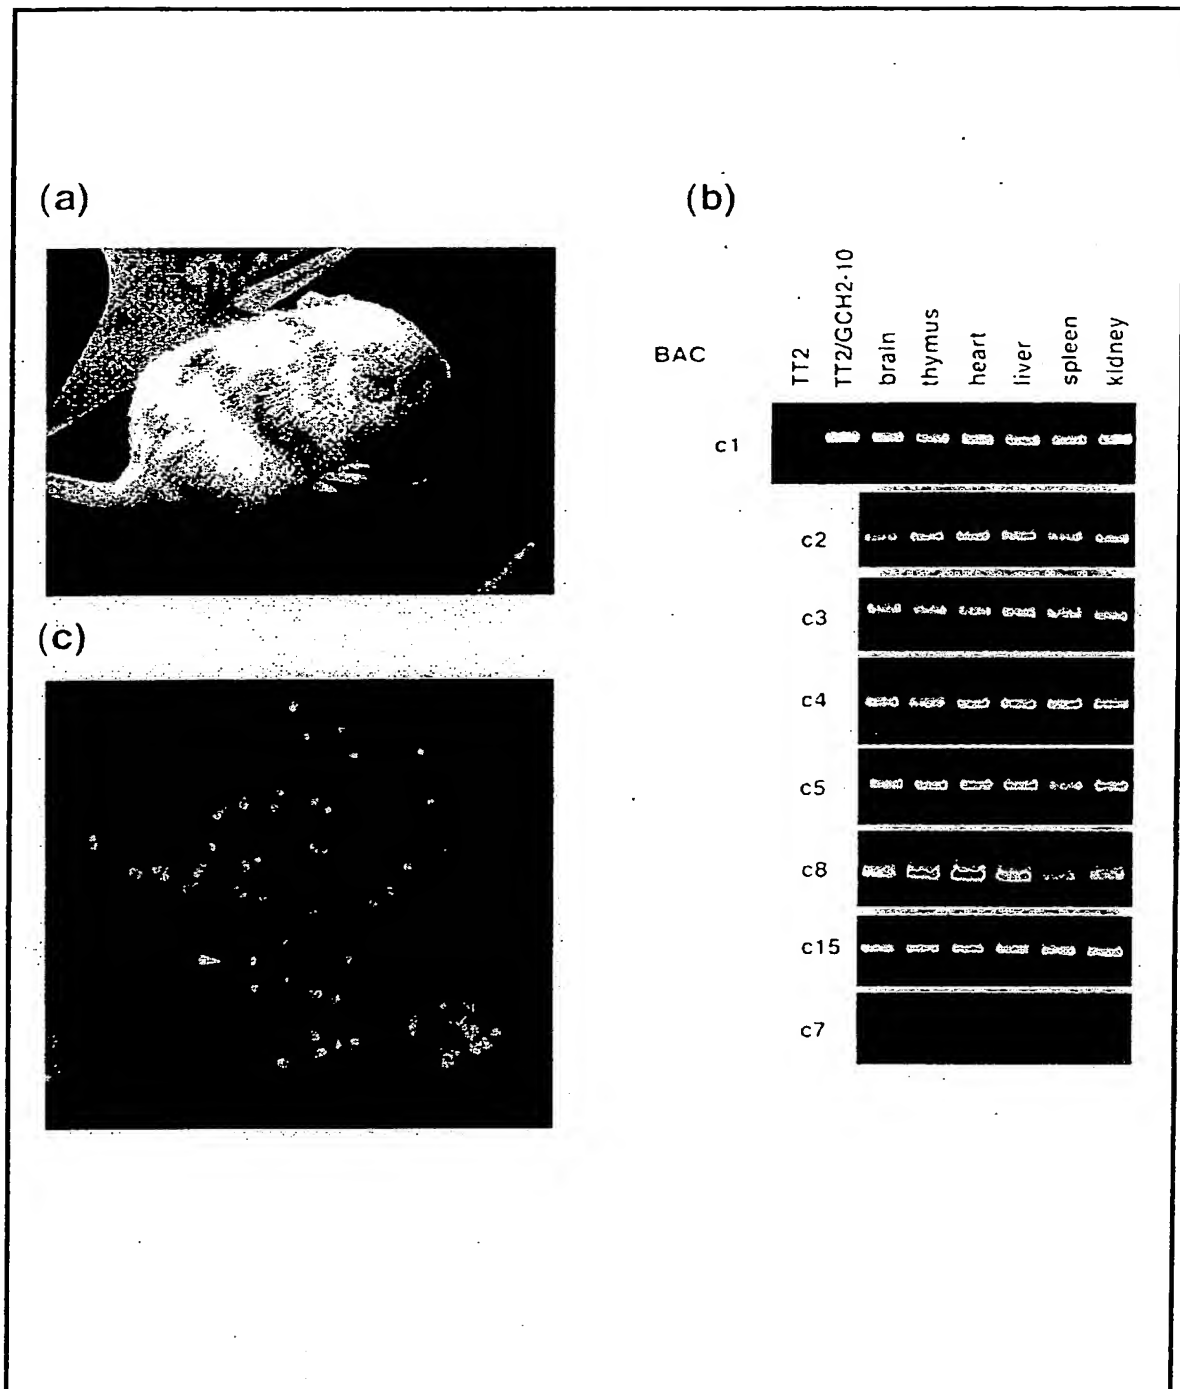 (a)
(b)
BAC
TT2
TT2/GCH2-10
brain
thymus
heart
liver
spleen
kidney
c1
c2
c3
c4
c5
c8
c15
c7
(c)